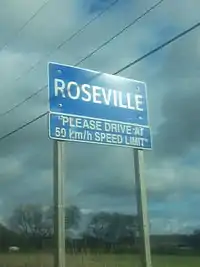 ROSEVILLE
"PLEASE DRIVE AT
50 km/h SPEED LIMIT"